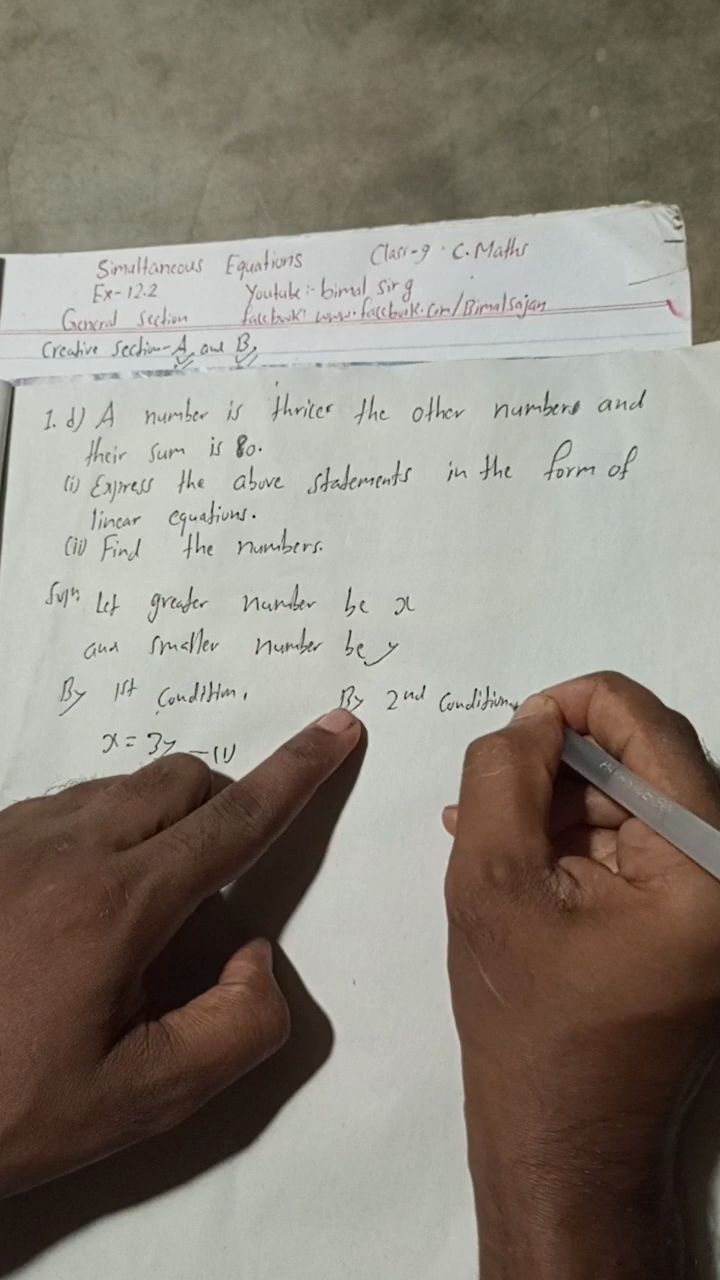 Simultaneous Equations Class-9 C. Maths
Ex-12.2 Youtube:- bimal sir g
General section facebook: www.facebook.com/Bimalsajan
Creative section-A and B,
1. d) A number is thricer the other numbers and
their sum is 80.
(i) Express the above statements in the form of
linear equations.
(ii) Find the numbers.
Solⁿ Let greater number be x
and smaller number be y
By 1st Condition, By 2nd Condition,
x = 3y —(1)